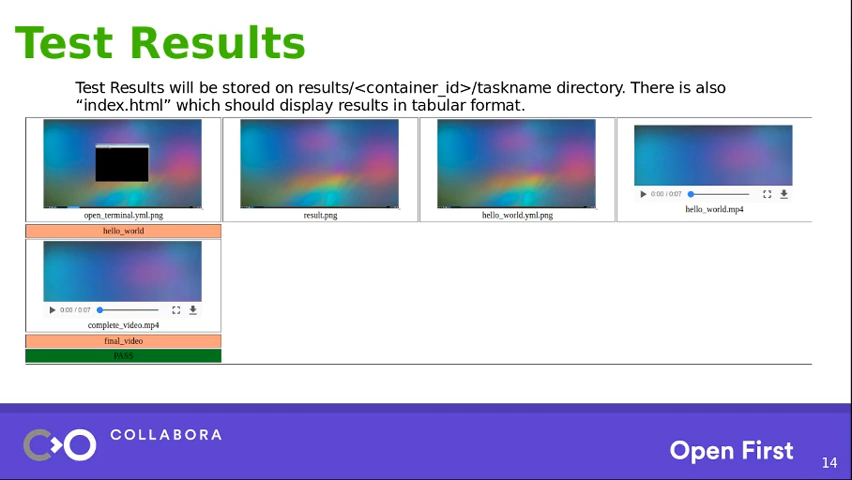 Test Results
Test Results will be stored on results/<container_id>/taskname directory. There is also
“index.html” which should display results in tabular format.
open_terminal.yml.png
result.png
hello_world.yml.png
0:00 / 0:07
hello_world.mp4
hello_world
0:00 / 0:07
complete_video.mp4
final_video
PASS
COLLABORA
Open First
14